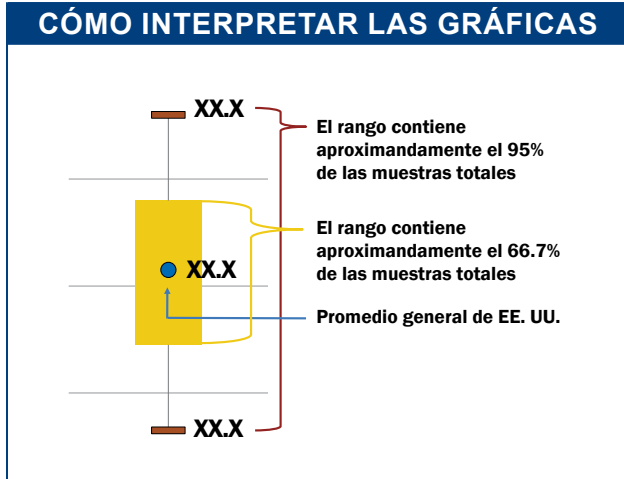 CÓMO INTERPRETAR LAS GRÁFICAS
XX.X
El rango contiene
aproximandamente el 95%
de las muestras totales
El rango contiene
aproximandamente el 66.7%
de las muestras totales
XX.X
Promedio general de EE. UU.
XX.X